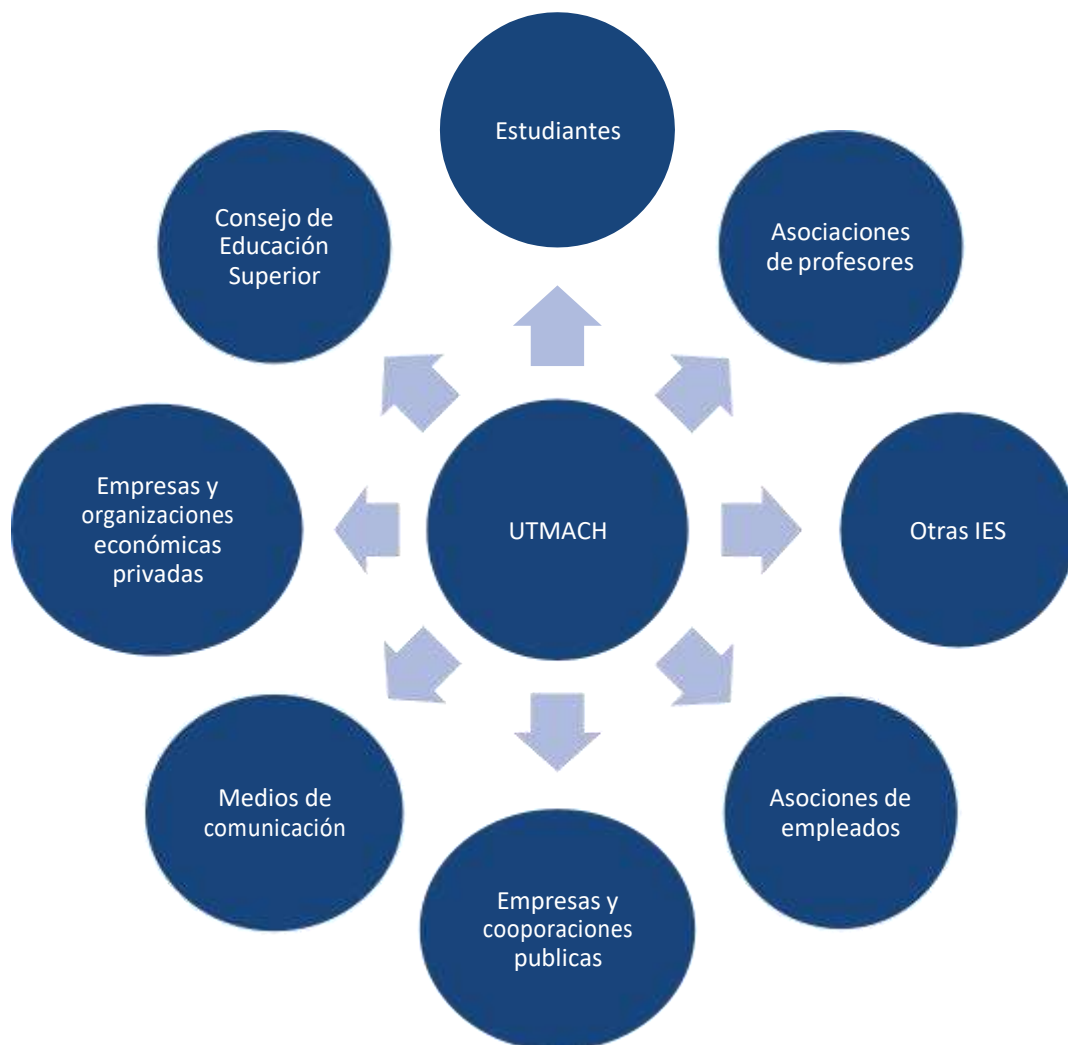 Estudiantes
Asociaciones
de profesores
Otras IES
Asociones de
empleados
Empresas y
cooporaciones
publicas
Medios de
comunicación
Empresas y
organizaciones
económicas
privadas
Consejo de
Educación
Superior
UTMACH